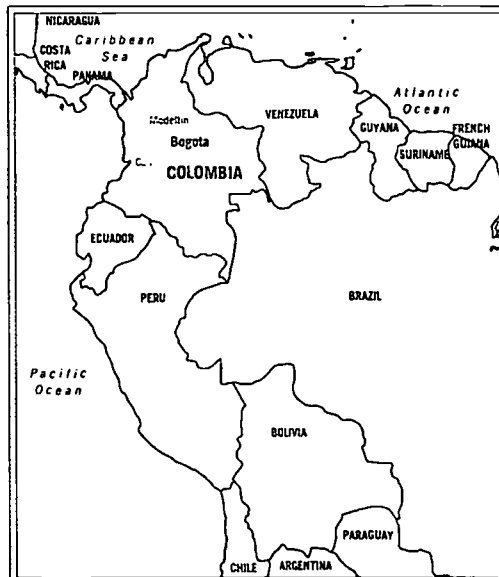 NICARAGUA
Caribbean
Sea
COSTA
RICA
PANAMA
Atlantic
Ocean
Medellin
VENEZUELA
Bogota
GUYANA
FRENCH
GUIANA
SURINAME
COLOMBIA
ECUADOR
PERU
BRAZIL
Pacific
Ocean
BOLIVIA
PARAGUAY
CHILE
ARGENTINA